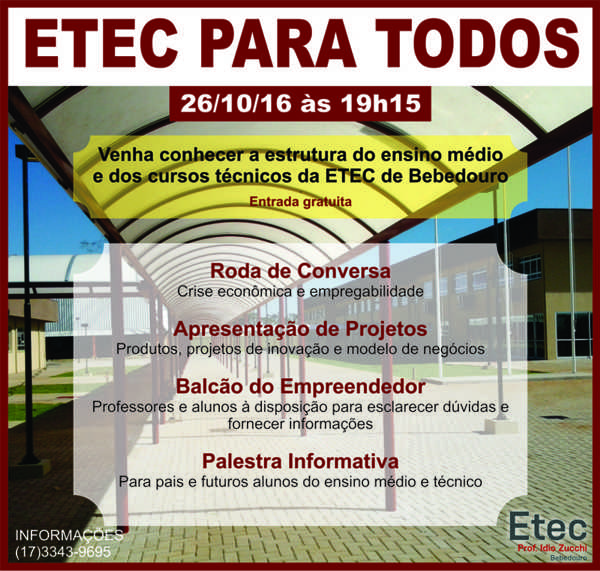 ETEC PARA TODOS
26/10/16 às 19h15
Venha conhecer a estrutura do ensino médio
e dos cursos técnicos da ETEC de Bebedouro
Entrada gratuita
Roda de Conversa
Crise econômica e empregabilidade
Apresentação de Projetos
Produtos, projetos de inovação e modelo de negócios
Balcão do Empreendedor
Professores e alunos à disposição para esclarecer dúvidas e
fornecer informações
Palestra Informativa
Para pais e futuros alunos do ensino médio e técnico
INFORMAÇÕES
(17)3343-9695
Etec
Prof. Idio Zucchi
Bebedouro